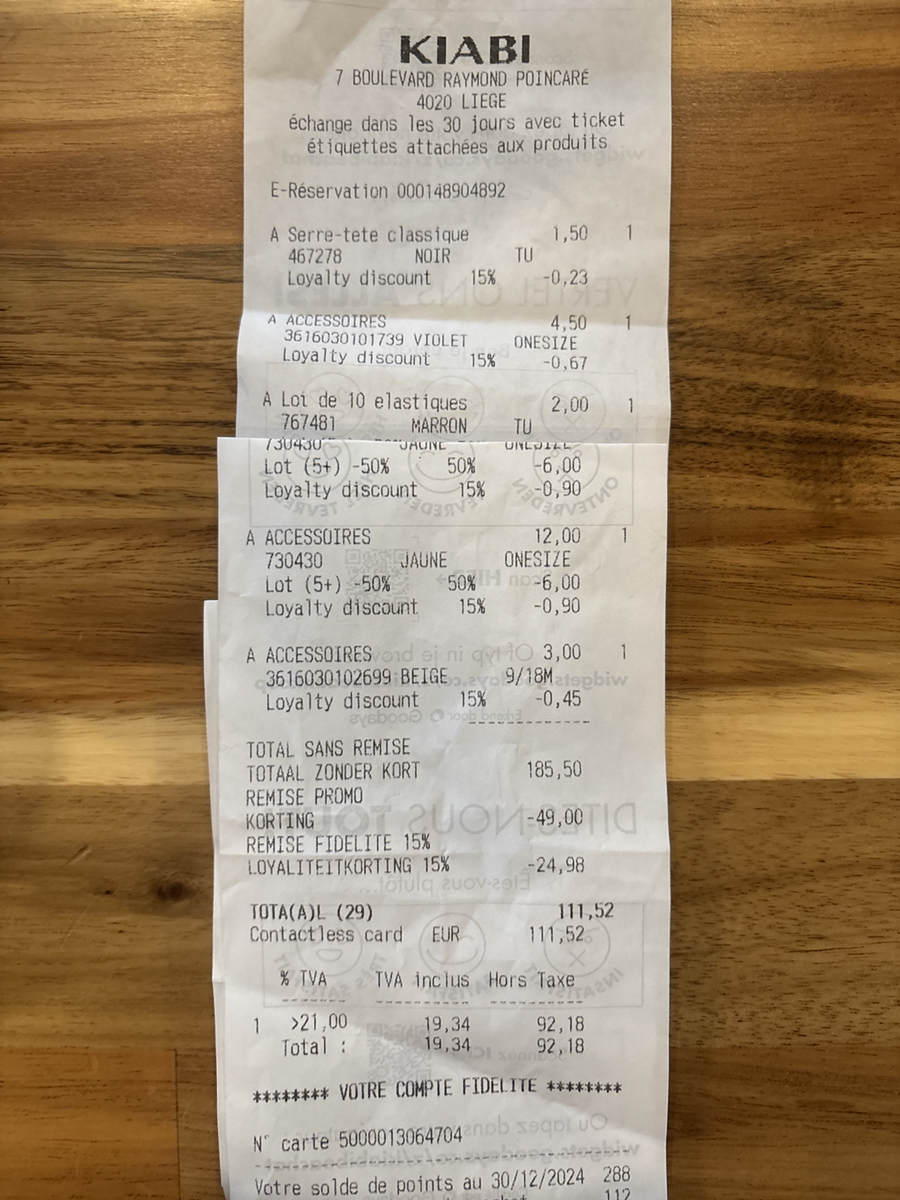 KIABI
7 BOULEVARD RAYMOND POINCARÉ
4020 LIEGE
échange dans les 30 jours avec ticket
étiquettes attachées aux produits
E-Réservation 000148904892
A Serre-tete classique 1,50 1
467278 NOIR TU
Loyalty discount 15% -0,23
A ACCESSOIRES 4,50 1
3616030101739 VIOLET ONESIZE
Loyalty discount 15% -0,67
A Loi de 10 elastiques 2,00 1
767481 MARRON TU
730430 JAUNE ONESIZE
Lot (5+) -50% 50% -6,00
Loyalty discount 15% -0,90
A ACCESSOIRES 12,00 1
730430 JAUNE ONESIZE
Lot (5+) -50% 50% -6,00
Loyalty discount 15% -0,90
A ACCESSOIRES 3,00 1
3616030102699 BEIGE 9/18M
Loyalty discount 15% -0,45
TOTAL SANS REMISE
TOTAAL ZONDER KORT 185,50
REMISE PROMO
KORTING -49,00
REMISE FIDELITE 15%
LOYALITEITKORTING 15% -24,98
TOTA(A)L (29) 111,52
Contactless card EUR 111,52
% TVA TVA inclus Hors Taxe
1 >21,00 19,34 92,18
Total : 19,34 92,18
******** VOTRE COMPTE FIDELITE ********
N° carte 5000013064704
Votre solde de points au 30/12/2024 288
112